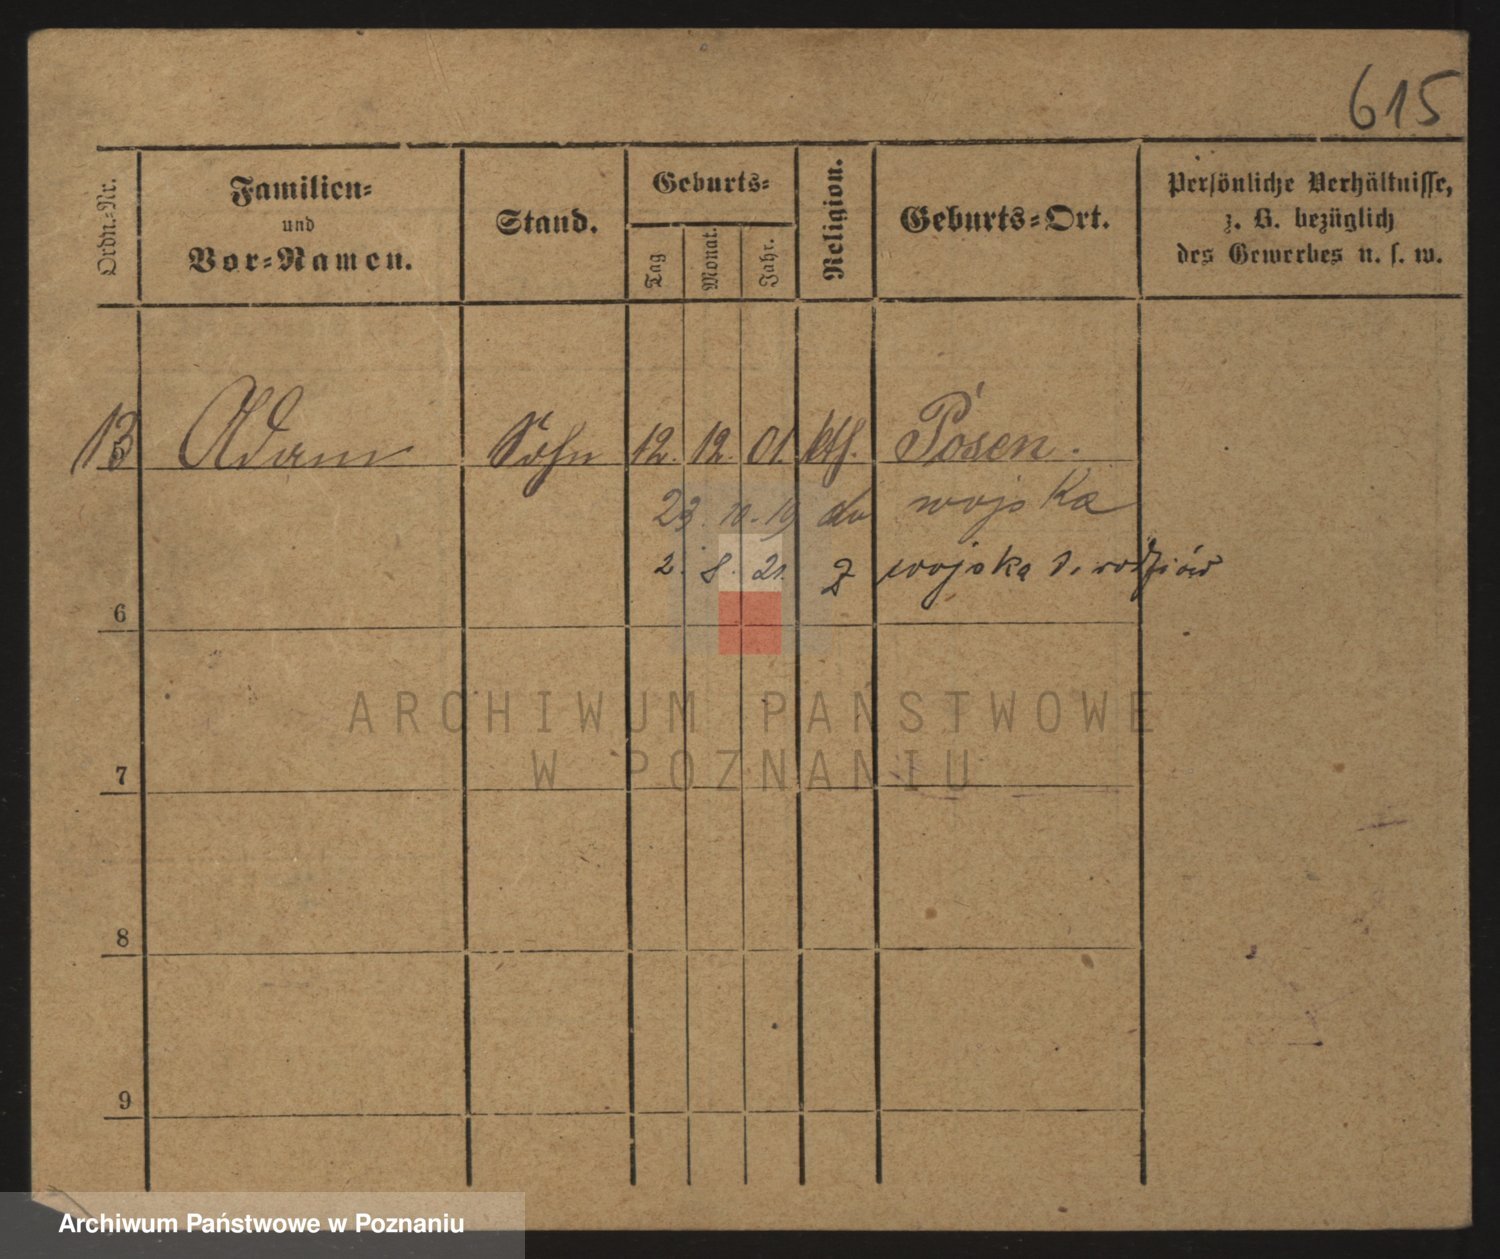 615
Ordn.-Nr.
Familien-
und
Vor-Namen.
Stand.
Geburts-
Tag
Monat.
Jahr.
Religion.
Geburts-Ort.
Persönliche Verhältnisse,
z. B. bezüglich
des Gewerbes u. s. w.
13 Adam Sohn 12. 12. 01. kth. Posen.
5
23. 10. 19 do wojska
2. 8. 21. z wojska d. rodziców
6
ARCHIWUM PAŃSTWOWE
W POZNANIU
7
8
9
Archiwum Państwowe w Poznaniu